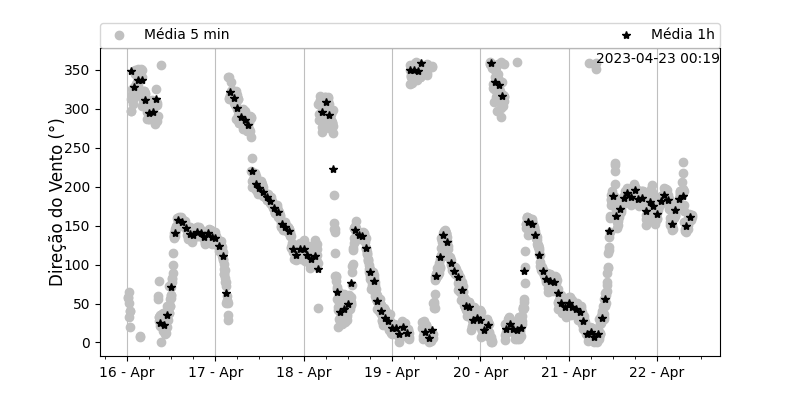 Média 5 min
Média 1h
2023-04-23 00:19
Direção do Vento (°)
350
300
250
200
150
100
50
0
16 - Apr
17 - Apr
18 - Apr
19 - Apr
20 - Apr
21 - Apr
22 - Apr